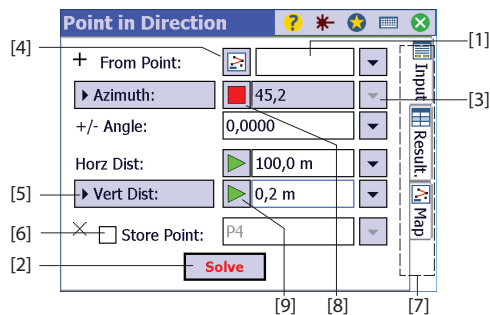 Point in Direction
[1]
[4]
From Point:
Azimuth: 45,2
[3]
+/- Angle: 0,0000
Horz Dist: 100,0 m
[5]
Vert Dist: 0,2 m
[6]
Store Point: P4
[2]
Solve
[9]
[8]
[7]
Input
Result.
Map